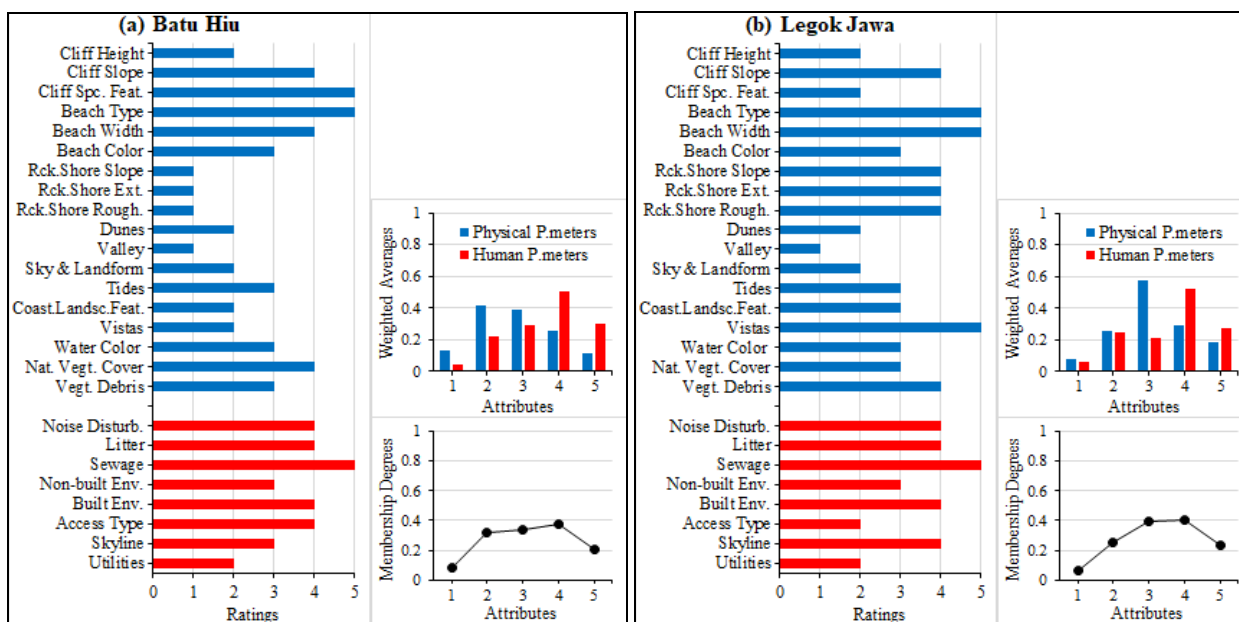 (a) Batu Hiu
Cliff Height
Cliff Slope
Cliff Spc. Feat.
Beach Type
Beach Width
Beach Color
Rck.Shore Slope
Rck.Shore Ext.
Rck.Shore Rough.
Dunes
Valley
Sky & Landform
Tides
Coast.Landsc.Feat.
Vistas
Water Color
Nat. Vegt. Cover
Vegt. Debris
Noise Disturb.
Litter
Sewage
Non-built Env.
Built Env.
Access Type
Skyline
Utilities
0 1 2 3 4 5
Ratings
Weighted Averages
1
0.8
0.6
0.4
0.2
0
Physical P.meters
Human P.meters
1 2 3 4 5
Attributes
Membership Degrees
1
0.8
0.6
0.4
0.2
0
1 2 3 4 5
Attributes
(b) Legok Jawa
Cliff Height
Cliff Slope
Cliff Spc. Feat.
Beach Type
Beach Width
Beach Color
Rck.Shore Slope
Rck.Shore Ext.
Rck.Shore Rough.
Dunes
Valley
Sky & Landform
Tides
Coast.Landsc.Feat.
Vistas
Water Color
Nat. Vegt. Cover
Vegt. Debris
Noise Disturb.
Litter
Sewage
Non-built Env.
Built Env.
Access Type
Skyline
Utilities
0 1 2 3 4 5
Ratings
Weighted Averages
1
0.8
0.6
0.4
0.2
0
Physical P.meters
Human P.meters
1 2 3 4 5
Attributes
Membership Degrees
1
0.8
0.6
0.4
0.2
0
1 2 3 4 5
Attributes